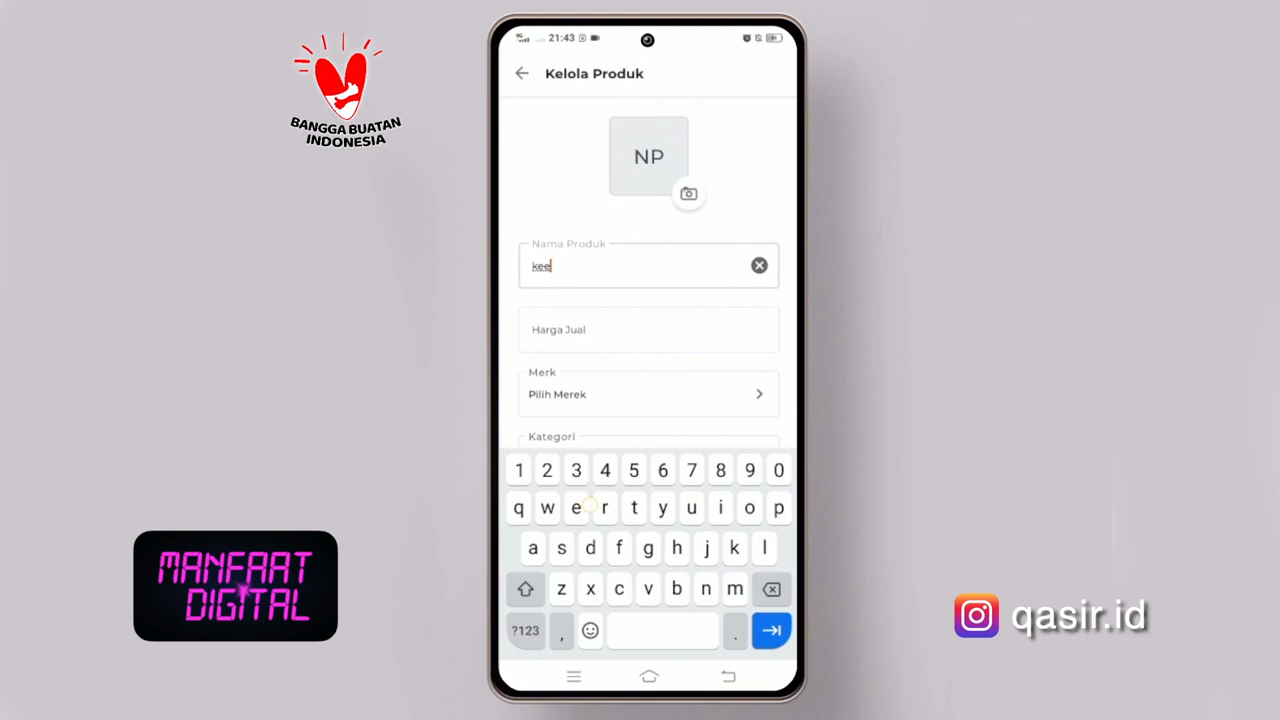 BANGGA BUATAN
INDONESIA
21:43
Kelola Produk
NP
Nama Produk
kee
Harga Jual
Merk
Pilih Merek
Kategori
1 2 3 4 5 6 7 8 9 0
q w e r t y u i o p
a s d f g h j k l
z x c v b n m
?123 , .
MANFAAT
DIGITAL
qasir.id